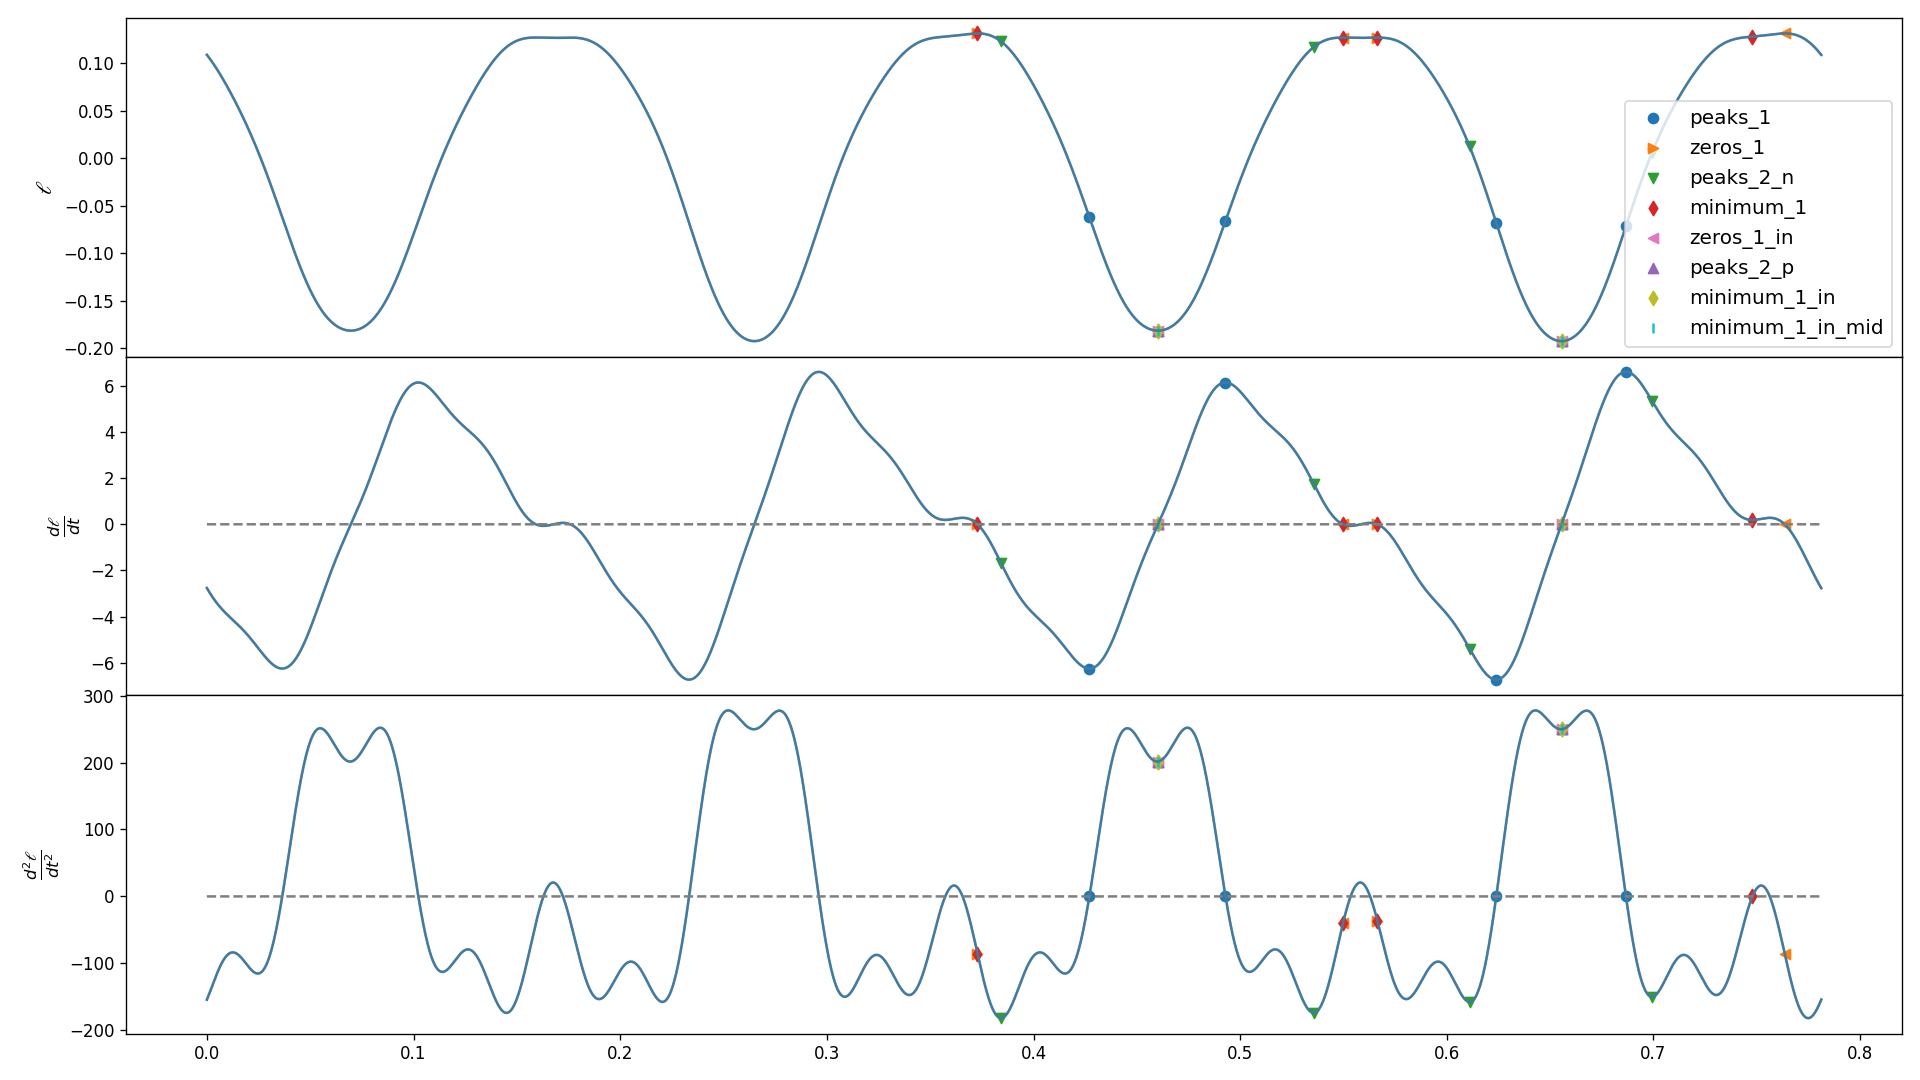 0.10
0.05
0.00
−0.05
−0.10
−0.15
−0.20
ℓ
peaks_1
zeros_1
peaks_2_n
minimum_1
zeros_1_in
peaks_2_p
minimum_1_in
minimum_1_in_mid
6
4
2
0
−2
−4
−6
dℓ
dt
300
200
100
0
−100
−200
d²ℓ
dt²
0.0 0.1 0.2 0.3 0.4 0.5 0.6 0.7 0.8